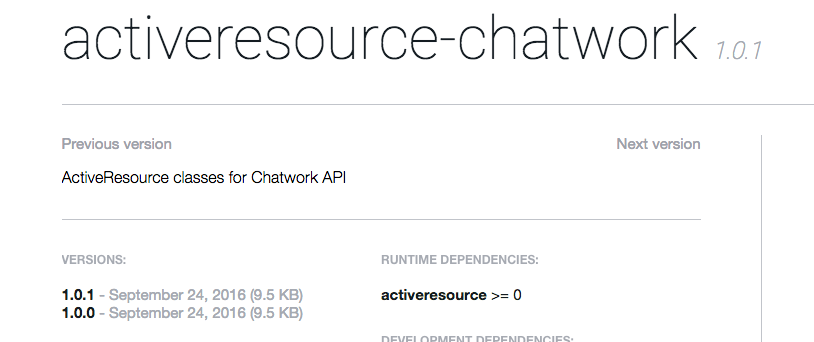 activeresource-chatwork 1.0.1
Previous version Next version
ActiveResource classes for Chatwork API
VERSIONS:
1.0.1 - September 24, 2016 (9.5 KB)
1.0.0 - September 24, 2016 (9.5 KB)
RUNTIME DEPENDENCIES:
activeresource >= 0
DEVELOPMENT DEPENDENCIES: